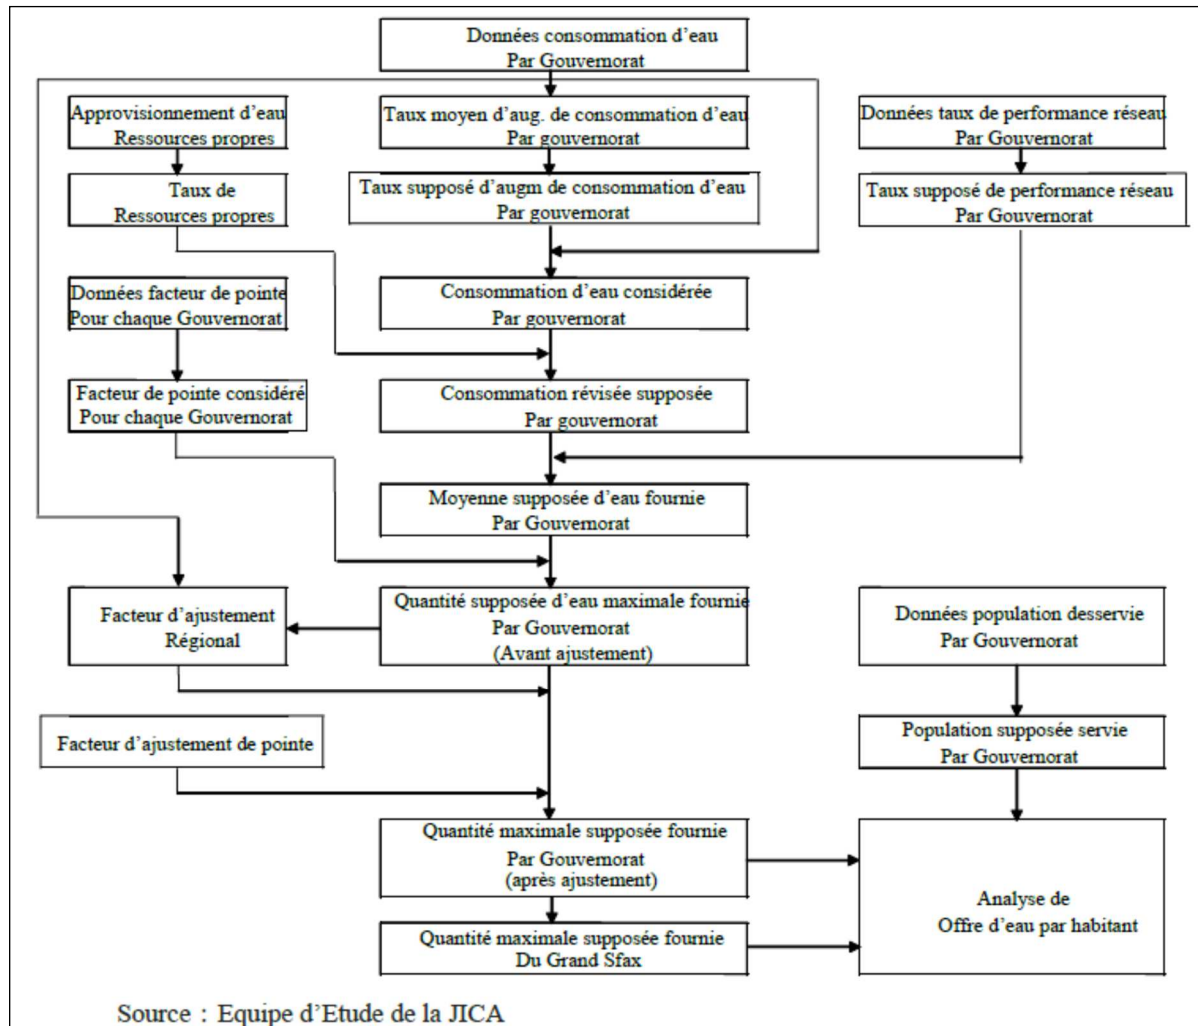 Données consommation d'eau
Par Gouvernorat
Approvisionnement d'eau
Ressources propres
Taux moyen d'aug. de consommation d'eau
Par gouvernorat
Données taux de performance réseau
Par Gouvernorat
Taux de
Ressources propres
Taux supposé d'augm de consommation d'eau
Par gouvernorat
Taux supposé de performance réseau
Par Gouvernorat
Données facteur de pointe
Pour chaque Gouvernorat
Consommation d'eau considérée
Par gouvernorat
Facteur de pointe considéré
Pour chaque Gouvernorat
Consommation révisée supposée
Par gouvernorat
Moyenne supposée d'eau fournie
Par Gouvernorat
Facteur d'ajustement
Régional
Quantité supposée d'eau maximale fournie
Par Gouvernorat
(Avant ajustement)
Données population desservie
Par Gouvernorat
Facteur d'ajustement de pointe
Population supposée servie
Par Gouvernorat
Quantité maximale supposée fournie
Par Gouvernorat
(après ajustement)
Analyse de
Offre d'eau par habitant
Quantité maximale supposée fournie
Du Grand Sfax
Source : Equipe d'Etude de la JICA